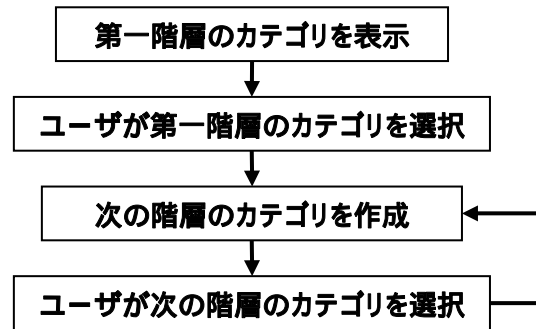 第一階層のカテゴリを表示
ユーザが第一階層のカテゴリを選択
次の階層のカテゴリを作成
ユーザが次の階層のカテゴリを選択